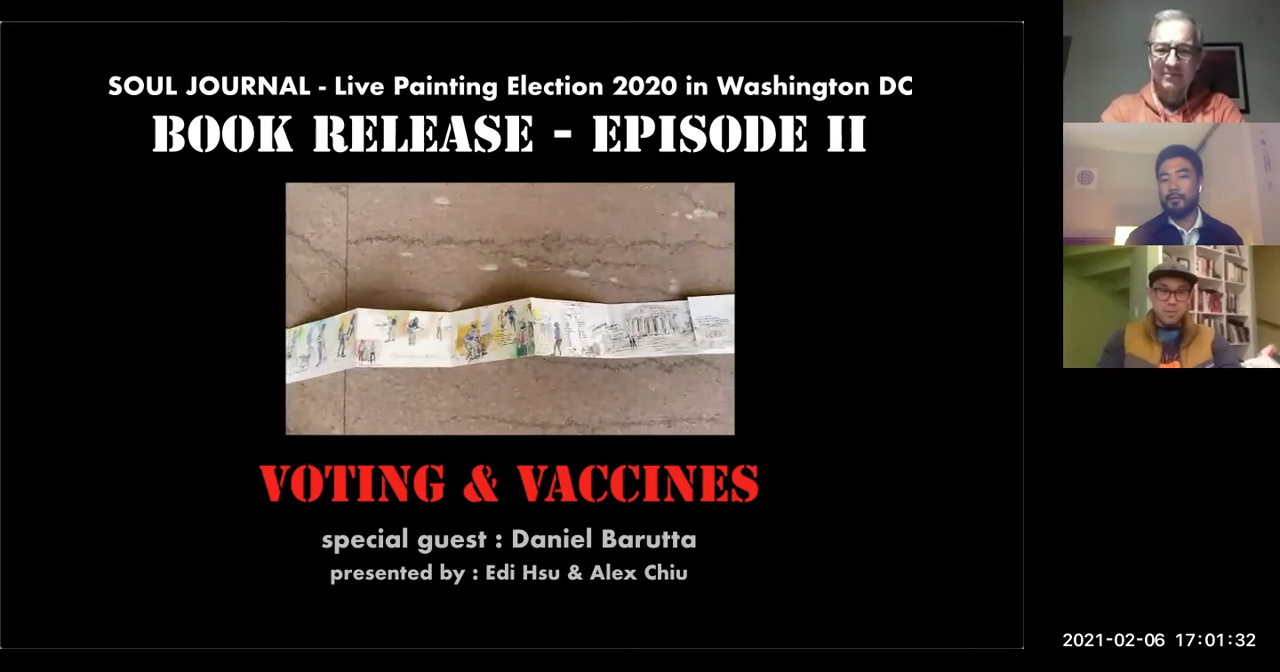 SOUL JOURNAL - Live Painting Election 2020 in Washington DC
BOOK RELEASE - EPISODE II
VOTING & VACCINES
special guest : Daniel Barutta
presented by : Edi Hsu & Alex Chiu
2021-02-06 17:01:32